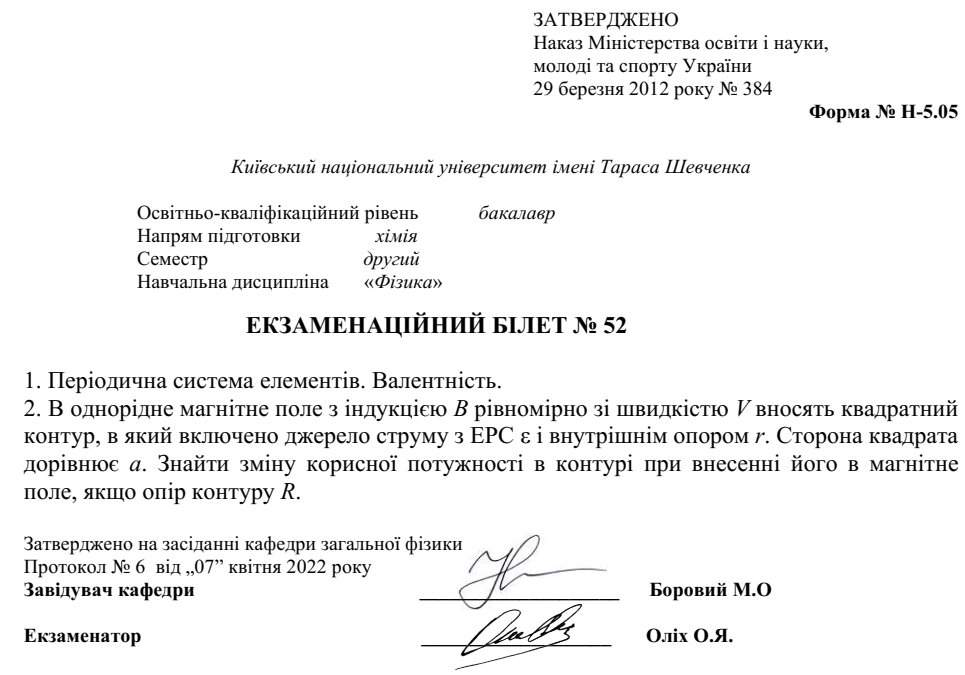 ЗАТВЕРДЖЕНО
Наказ Міністерства освіти і науки,
молоді та спорту України
29 березня 2012 року № 384
Форма № Н-5.05
Київський національний університет імені Тараса Шевченка
Освітньо-кваліфікаційний рівень бакалавр
Напрям підготовки хімія
Семестр другий
Навчальна дисципліна «Фізика»
ЕКЗАМЕНАЦІЙНИЙ БІЛЕТ № 52
1. Періодична система елементів. Валентність.
2. В однорідне магнітне поле з індукцією B рівномірно зі швидкістю V вносять квадратний
контур, в який включено джерело струму з ЕРС ε і внутрішнім опором r. Сторона квадрата
дорівнює a. Знайти зміну корисної потужності в контурі при внесенні його в магнітне
поле, якщо опір контуру R.
Затверджено на засіданні кафедри загальної фізики
Протокол № 6 від „07” квітня 2022 року
Завідувач кафедри Боровий М.О
Екзаменатор Оліх О.Я.